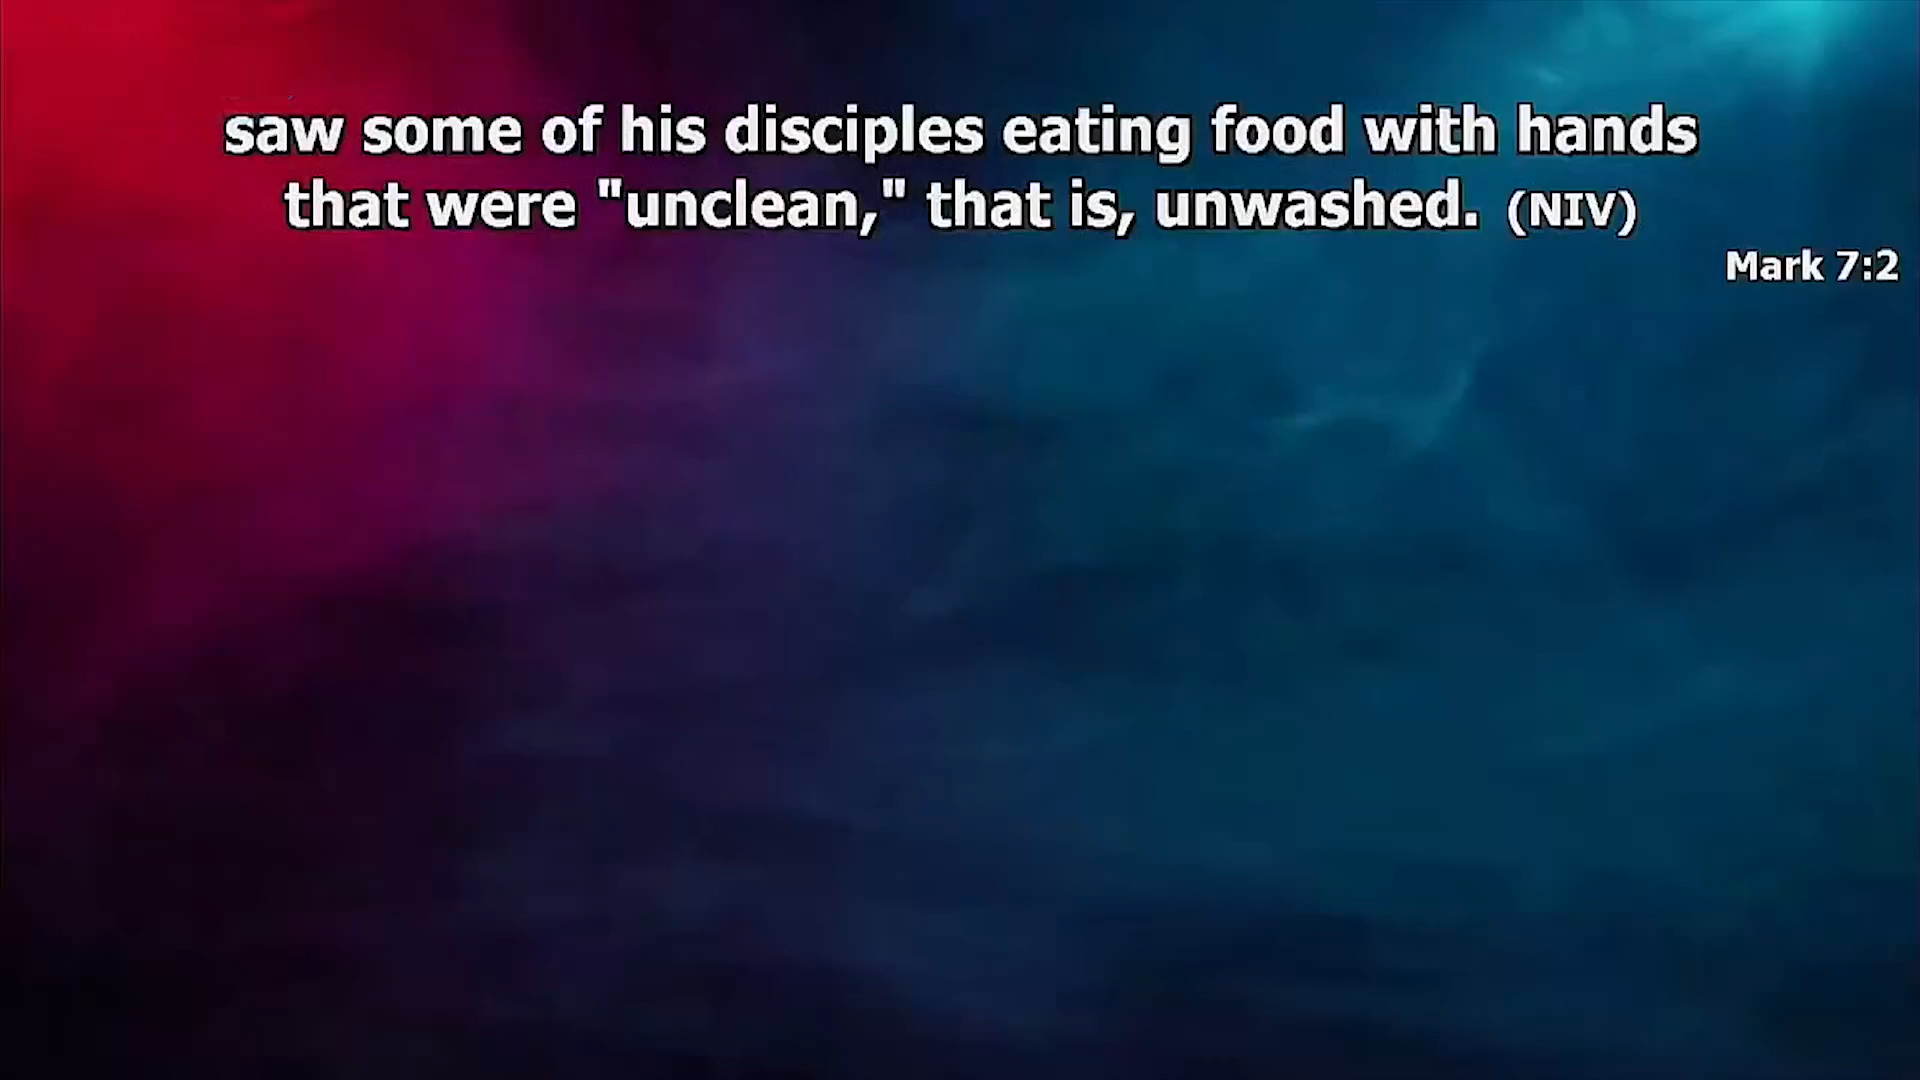 saw some of his disciples eating food with hands
that were "unclean," that is, unwashed. (NIV)
Mark 7:2